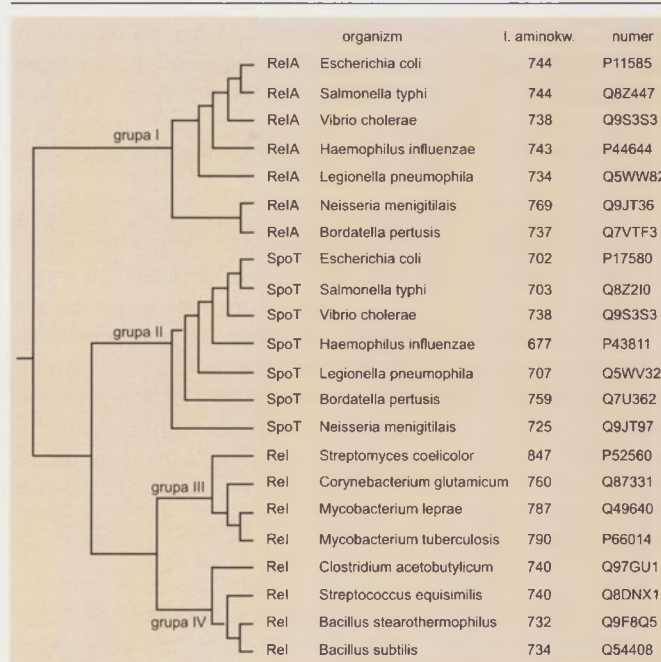 organizm l. aminokw. numer
RelA Escherichia coli 744 P11585
RelA Salmonella typhi 744 Q8Z447
RelA Vibrio cholerae 738 Q9S3S3
grupa I
RelA Haemophilus influenzae 743 P44644
RelA Legionella pneumophila 734 Q5WW82
RelA Neisseria menigitilais 769 Q9JT36
RelA Bordatella pertusis 737 Q7VTF3
SpoT Escherichia coli 702 P17580
SpoT Salmonella typhi 703 Q8Z2I0
SpoT Vibrio cholerae 738 Q9S3S3
grupa II
SpoT Haemophilus influenzae 677 P43811
SpoT Legionella pneumophila 707 Q5WV32
SpoT Bordatella pertusis 759 Q7U362
SpoT Neisseria menigitilais 725 Q9JT97
Rel Streptomyces coelicolor 847 P52560
Rel Corynebacterium glutamicum 760 Q87331
grupa III
Rel Mycobacterium leprae 787 Q49640
Rel Mycobacterium tuberculosis 790 P66014
Rel Clostridium acetobutylicum 740 Q97GU1
Rel Streptococcus equisimilis 740 Q8DNX1
grupa IV
Rel Bacillus stearothermophilus 732 Q9F8Q5
Rel Bacillus subtilis 734 Q54408